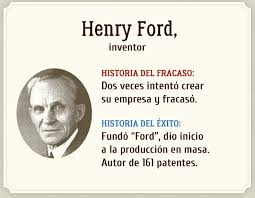 Henry Ford,
inventor
HISTORIA DEL FRACASO:
Dos veces intentó crear
su empresa y fracasó.
HISTORIA DEL ÉXITO:
Fundó “Ford”, dio inicio
a la producción en masa.
Autor de 161 patentes.